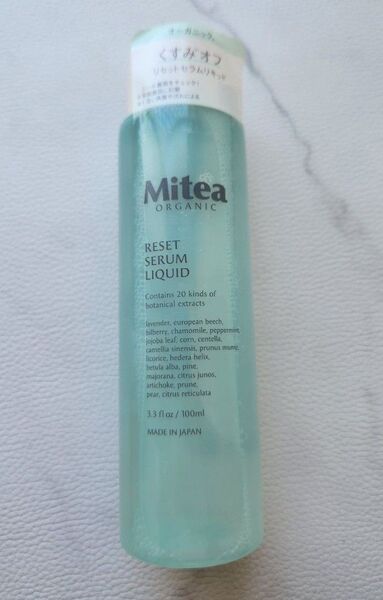 オーガニック※
くすみ オフ
リセットセラムリキッド
Mitea
ORGANIC
RESET
SERUM
LIQUID
Contains 20 kinds of
botanical extracts
lavender, european beech,
bilberry, chamomile, peppermint,
jojoba leaf, corn, centella,
camellia sinensis, prunus mume,
licorice, hedera helix,
betula alba, pine,
majorana, citrus junos,
artichoke, prune,
pear, citrus reticulata
3.3 fl oz / 100ml
MADE IN JAPAN